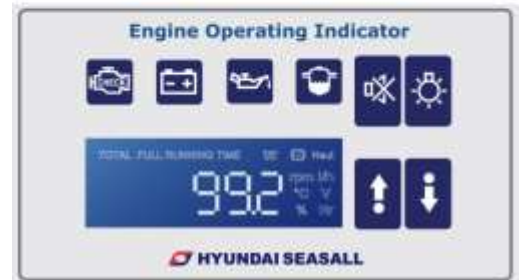 Engine Operating Indicator
CHECK
TOTAL FULL RUNNING TIME
99.2
rpm l/h
°C V
%
HYUNDAI SEASALL